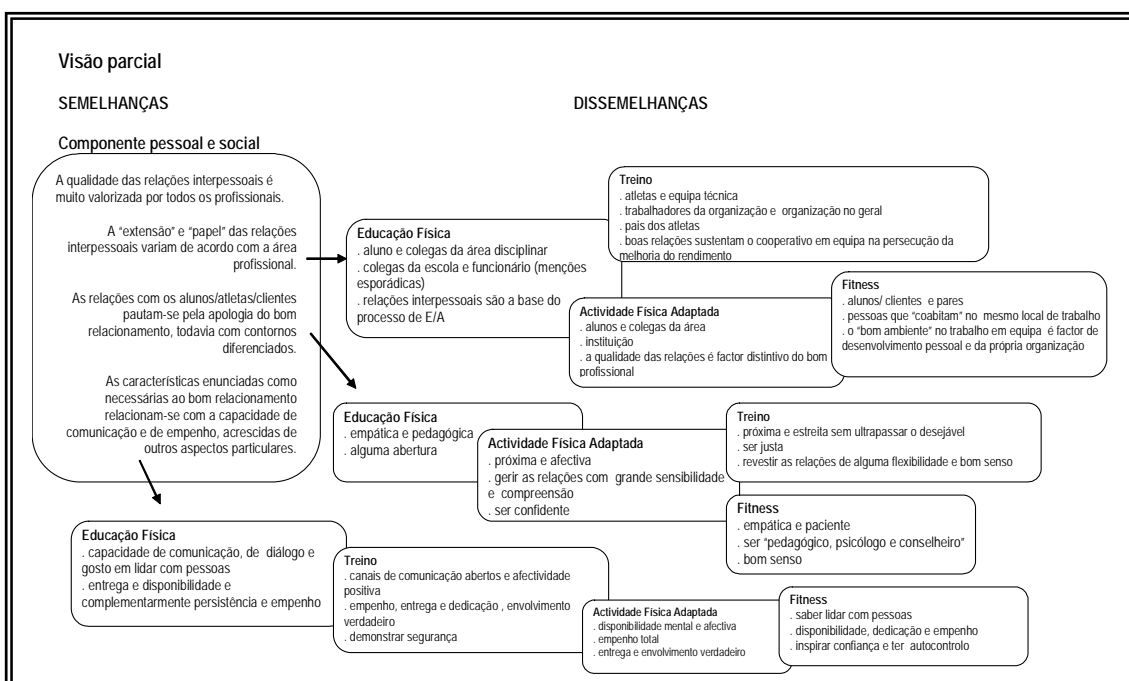 Visão parcial
SEMELHANÇAS
DISSEMELHANÇAS
Componente pessoal e social
A qualidade das relações interpessoais é
muito valorizada por todos os profissionais.
A “extensão” e “papel” das relações
interpessoais variam de acordo com a área
profissional.
As relações com os alunos/atletas/clientes
pautam-se pela apologia do bom
relacionamento, todavia com contornos
diferenciados.
As características enunciadas como
necessárias ao bom relacionamento
relacionam-se com a capacidade de
comunicação e de empenho, acrescidas de
outros aspectos particulares.
Educação Física
. aluno e colegas da área disciplinar
. colegas da escola e funcionário (menções
esporádicas)
. relações interpessoais são a base do
processo de E/A
Treino
. atletas e equipa técnica
. trabalhadores da organização e organização no geral
. pais dos atletas
. boas relações sustentam o cooperativo em equipa na persecução da
melhoria do rendimento
Actividade Física Adaptada
. alunos e colegas da área
. instituição
. a qualidade das relações é factor distintivo do bom
profissional
Fitness
. alunos/ clientes e pares
. pessoas que “coabitam” no mesmo local de trabalho
. o “bom ambiente” no trabalho em equipa é factor de
desenvolvimento pessoal e da própria organização
Educação Física
. empática e pedagógica
. alguma abertura
Actividade Física Adaptada
. próxima e afectiva
. gerir as relações com grande sensibilidade
e compreensão
. ser confidente
Treino
. próxima e estreita sem ultrapassar o desejável
. ser justa
. revestir as relações de alguma flexibilidade e bom senso
Fitness
. empática e paciente
. ser “pedagógico, psicólogo e conselheiro”
. bom senso
Educação Física
. capacidade de comunicação, de diálogo e
gosto em lidar com pessoas
. entrega e disponibilidade e
complementarmente persistência e empenho
Treino
. canais de comunicação abertos e afectividade
positiva
. empenho, entrega e dedicação , envolvimento
verdadeiro
. demonstrar segurança
Actividade Física Adaptada
. disponibilidade mental e afectiva
. empenho total
. entrega e envolvimento verdadeiro
Fitness
. saber lidar com pessoas
. disponibilidade, dedicação e empenho
. inspirar confiança e ter autocontrolo